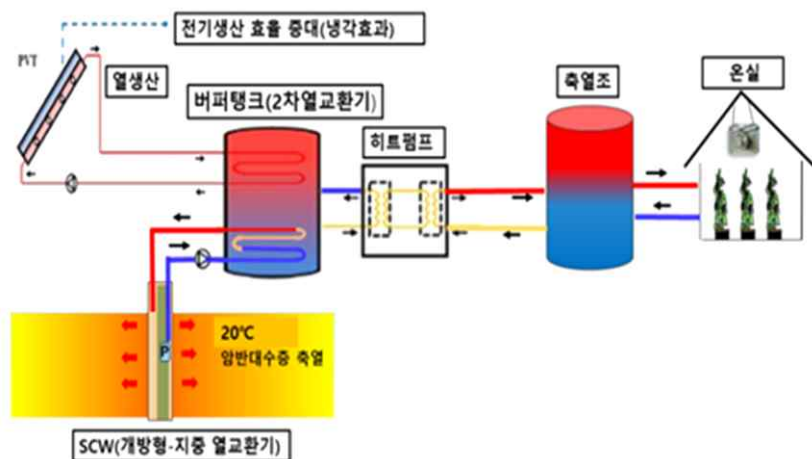 전기생산 효율 증대(냉각효과)
PVT
열생산
버퍼탱크(2차열교환기)
히트펌프
축열조
온실
P
20℃
암반대수층 축열
SCW(개방형-지중 열교환기)